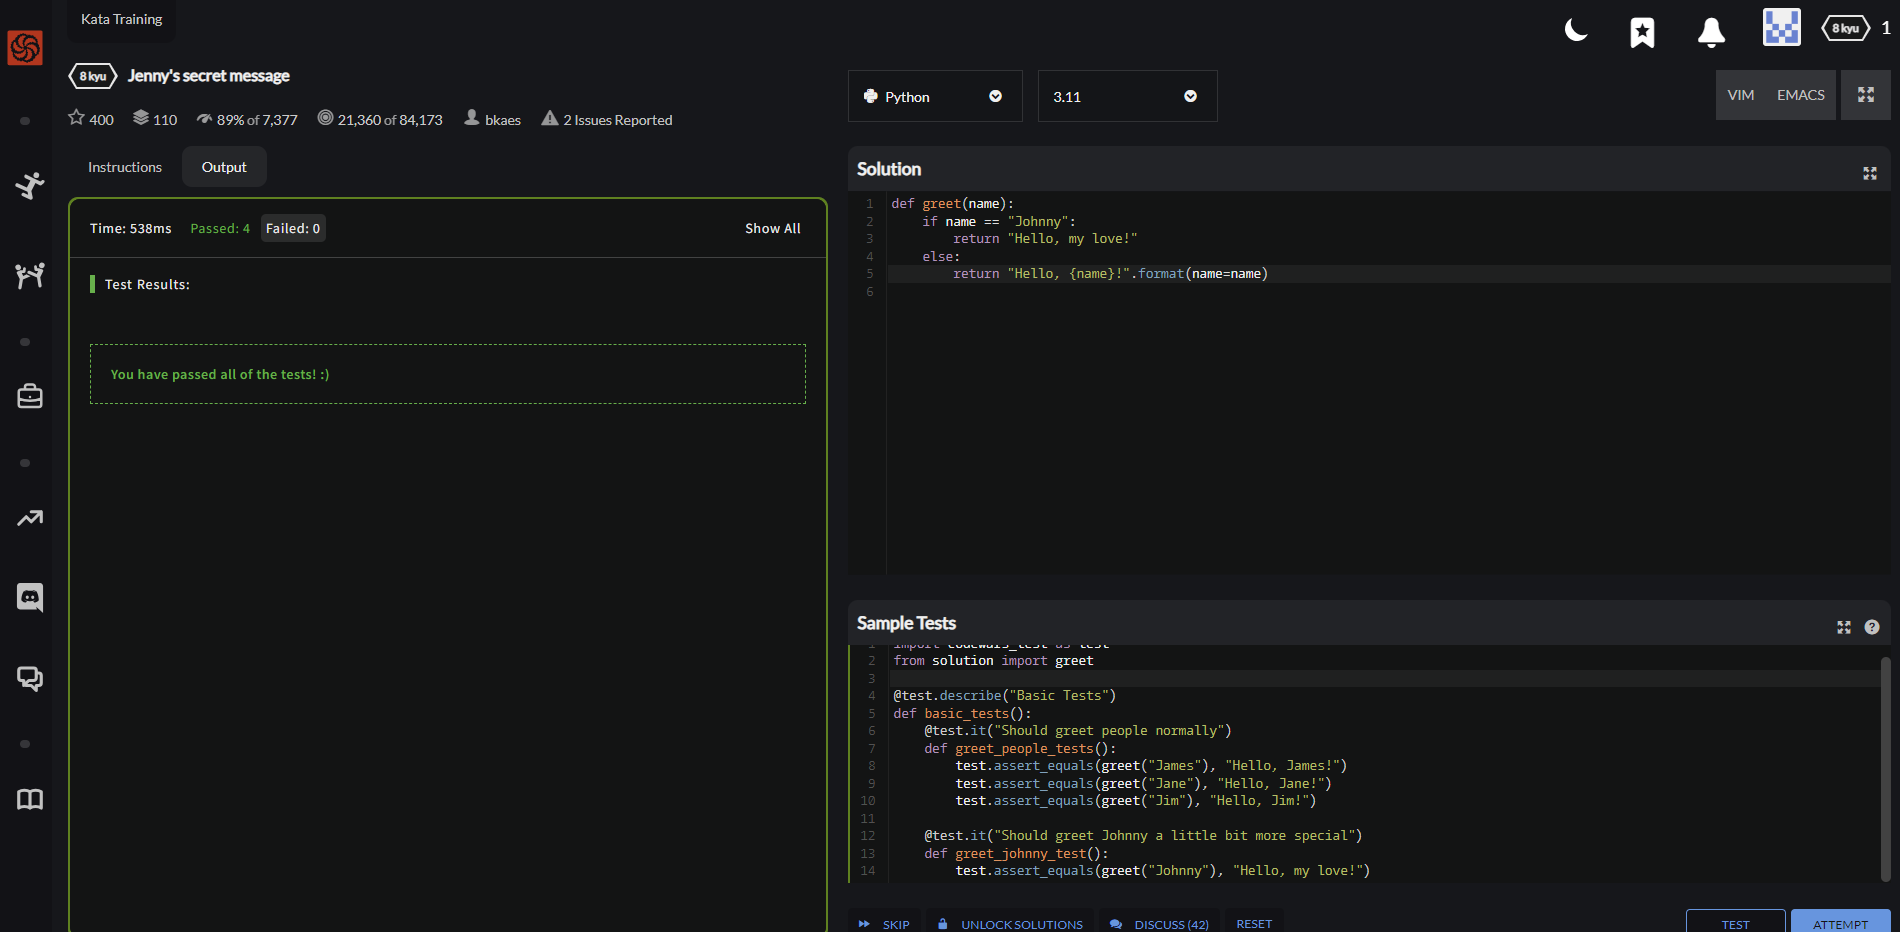 Kata Training
8 kyu
1
8 kyu Jenny's secret message
400 110 89% of 7,377 21,360 of 84,173 bkaes 2 Issues Reported
Python
3.11
VIM EMACS
Instructions Output
Time: 538ms Passed: 4 Failed: 0 Show All
Test Results:
You have passed all of the tests! :)
Solution
1 def greet(name):
2     if name == "Johnny":
3         return "Hello, my love!"
4     else:
5         return "Hello, {name}!".format(name=name)
6
Sample Tests
?
1 import codewars_test as test
2 from solution import greet
3
4 @test.describe("Basic Tests")
5 def basic_tests():
6     @test.it("Should greet people normally")
7     def greet_people_tests():
8         test.assert_equals(greet("James"), "Hello, James!")
9         test.assert_equals(greet("Jane"), "Hello, Jane!")
10         test.assert_equals(greet("Jim"), "Hello, Jim!")
11
12     @test.it("Should greet Johnny a little bit more special")
13     def greet_johnny_test():
14         test.assert_equals(greet("Johnny"), "Hello, my love!")
SKIP UNLOCK SOLUTIONS DISCUSS (42) RESET TEST ATTEMPT